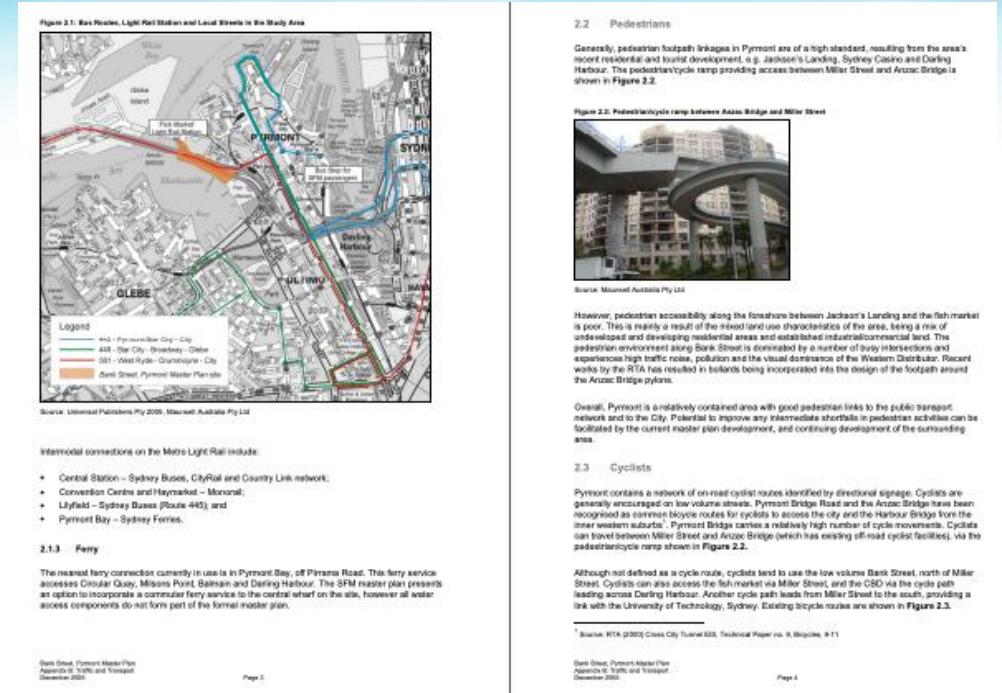 Figure 2.1: Bus Routes, Light Rail Station and Local Streets in the Study Area
Glebe
Island
Fish Market
Light Rail Station
PYRMONT
SYDN
Bus Stop for
SFM passengers
Darling
Harbour
ULTIMO
GLEBE
Legend
443 - Pyrmont/Star City - City
449 - Star City - Broadway - Glebe
501 - West Ryde - Drummoyne - City
Bank Street, Pyrmont Master Plan site
Source: Universal Publishers Pty 2005, Maunsell Australia Pty Ltd
Intermodal connections on the Metro Light Rail include:
• Central Station – Sydney Buses, CityRail and Country Link network;
• Convention Centre and Haymarket – Monorail;
• Lilyfield – Sydney Buses (Route 445); and
• Pyrmont Bay – Sydney Ferries.
2.1.3 Ferry
The nearest ferry connection currently in use is in Pyrmont Bay, off Pirrama Road. This ferry service
accesses Circular Quay, Milsons Point, Balmain and Darling Harbour. The SFM master plan presents
an option to incorporate a commuter ferry service to the central wharf on the site, however all water
access components do not form part of the formal master plan.
Bank Street, Pyrmont Master Plan
Appendix B: Traffic and Transport
December 2005
Page 3
2.2 Pedestrians
Generally, pedestrian footpath linkages in Pyrmont are of a high standard, resulting from the area's
recent residential and tourist development, e.g. Jackson's Landing, Sydney Casino and Darling
Harbour. The pedestrian/cycle ramp providing access between Miller Street and Anzac Bridge is
shown in Figure 2.2.
Figure 2.2: Pedestrian/cycle ramp between Anzac Bridge and Miller Street
Source: Maunsell Australia Pty Ltd
However, pedestrian accessibility along the foreshore between Jackson's Landing and the fish market
is poor. This is mainly a result of the mixed land use characteristics of the area, being a mix of
undeveloped and developing residential areas and established industrial/commercial land. The
pedestrian environment along Bank Street is dominated by a number of busy intersections and
experiences high traffic noise, pollution and the visual dominance of the Western Distributor. Recent
works by the RTA has resulted in bollards being incorporated into the design of the footpath around
the Anzac Bridge pylons.
Overall, Pyrmont is a relatively contained area with good pedestrian links to the public transport
network and to the City. Potential to improve any intermediate shortfalls in pedestrian activities can be
facilitated by the current master plan development, and continuing development of the surrounding
area.
2.3 Cyclists
Pyrmont contains a network of on-road cyclist routes identified by directional signage. Cyclists are
generally encouraged on low volume streets. Pyrmont Bridge Road and the Anzac Bridge have been
recognised as common bicycle routes for cyclists to access the city and the Harbour Bridge from the
inner western suburbs¹. Pyrmont Bridge carries a relatively high number of cycle movements. Cyclists
can travel between Miller Street and Anzac Bridge (which has existing off-road cyclist facilities), via the
pedestrian/cycle ramp shown in Figure 2.2.
Although not defined as a cycle route, cyclists tend to use the low volume Bank Street, north of Miller
Street. Cyclists can also access the fish market via Miller Street, and the CBD via the cycle path
leading across Darling Harbour. Another cycle path leads from Miller Street to the south, providing a
link with the University of Technology, Sydney. Existing bicycle routes are shown in Figure 2.3.
¹ Source: RTA (2000) Cross City Tunnel EIS, Technical Paper no. 9, Bicycles, 9-11
Bank Street, Pyrmont Master Plan
Appendix B: Traffic and Transport
December 2005
Page 4